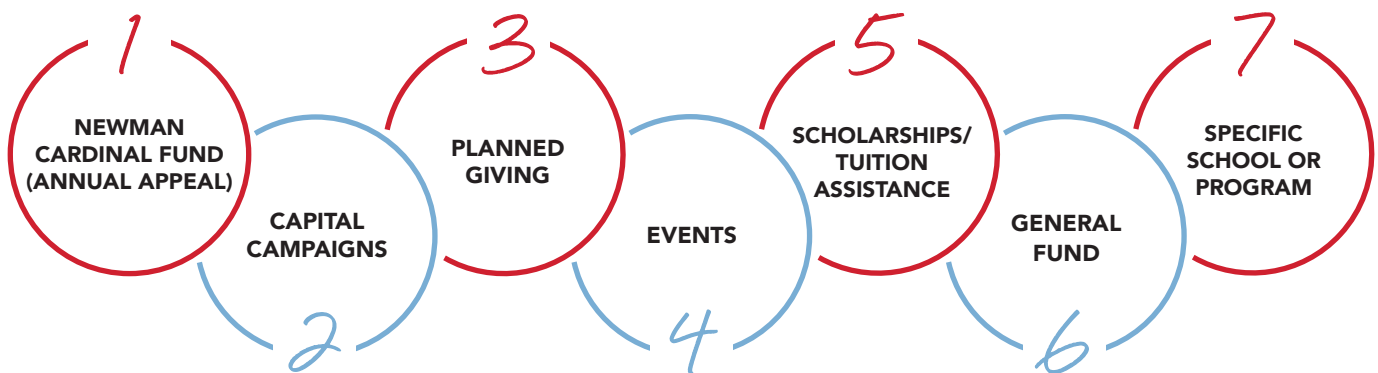 1
NEWMAN
CARDINAL FUND
(ANNUAL APPEAL)
2
CAPITAL
CAMPAIGNS
3
PLANNED
GIVING
4
EVENTS
5
SCHOLARSHIPS/
TUITION
ASSISTANCE
6
GENERAL
FUND
7
SPECIFIC
SCHOOL OR
PROGRAM